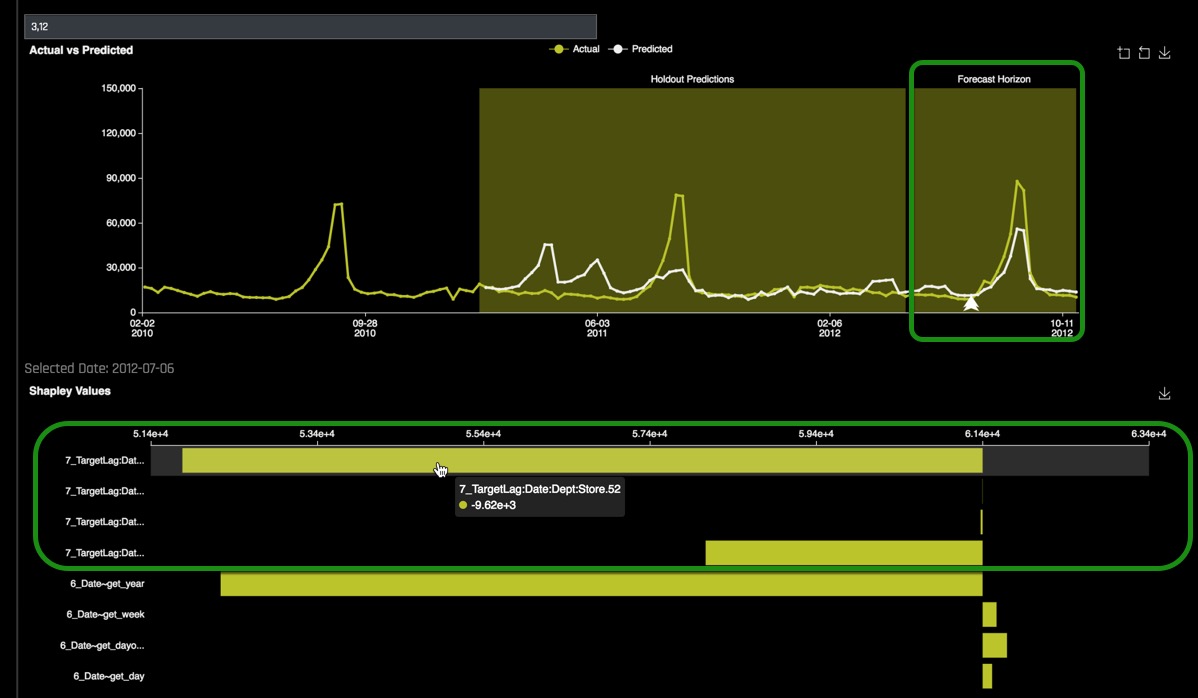 3,12
Actual vs Predicted
Actual Predicted
Holdout Predictions
Forecast Horizon
150,000
120,000
90,000
60,000
30,000
0
02-02
2010
09-28
2010
06-03
2011
02-06
2012
10-11
2012
Selected Date: 2012-07-06
Shapley Values
5.14e+4 5.34e+4 5.54e+4 5.74e+4 5.94e+4 6.14e+4 6.34e+4
7_TargetLag:Dat...
7_TargetLag:Date:Dept:Store.52
-9.62e+3
7_TargetLag:Dat...
7_TargetLag:Dat...
7_TargetLag:Dat...
6_Date~get_year
6_Date~get_week
6_Date~get_dayo...
6_Date~get_day